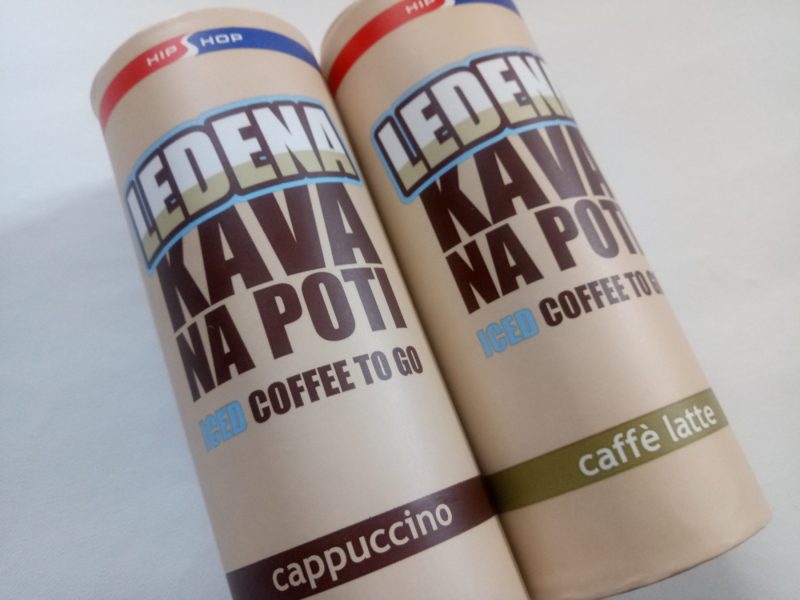 HIP SHOP
LEDENA
KAVA
NA POTI
ICED COFFEE TO GO
cappuccino
HIP
LEDENA
KAVA
NA POTI
ICED COFFEE TO GO
caffè latte